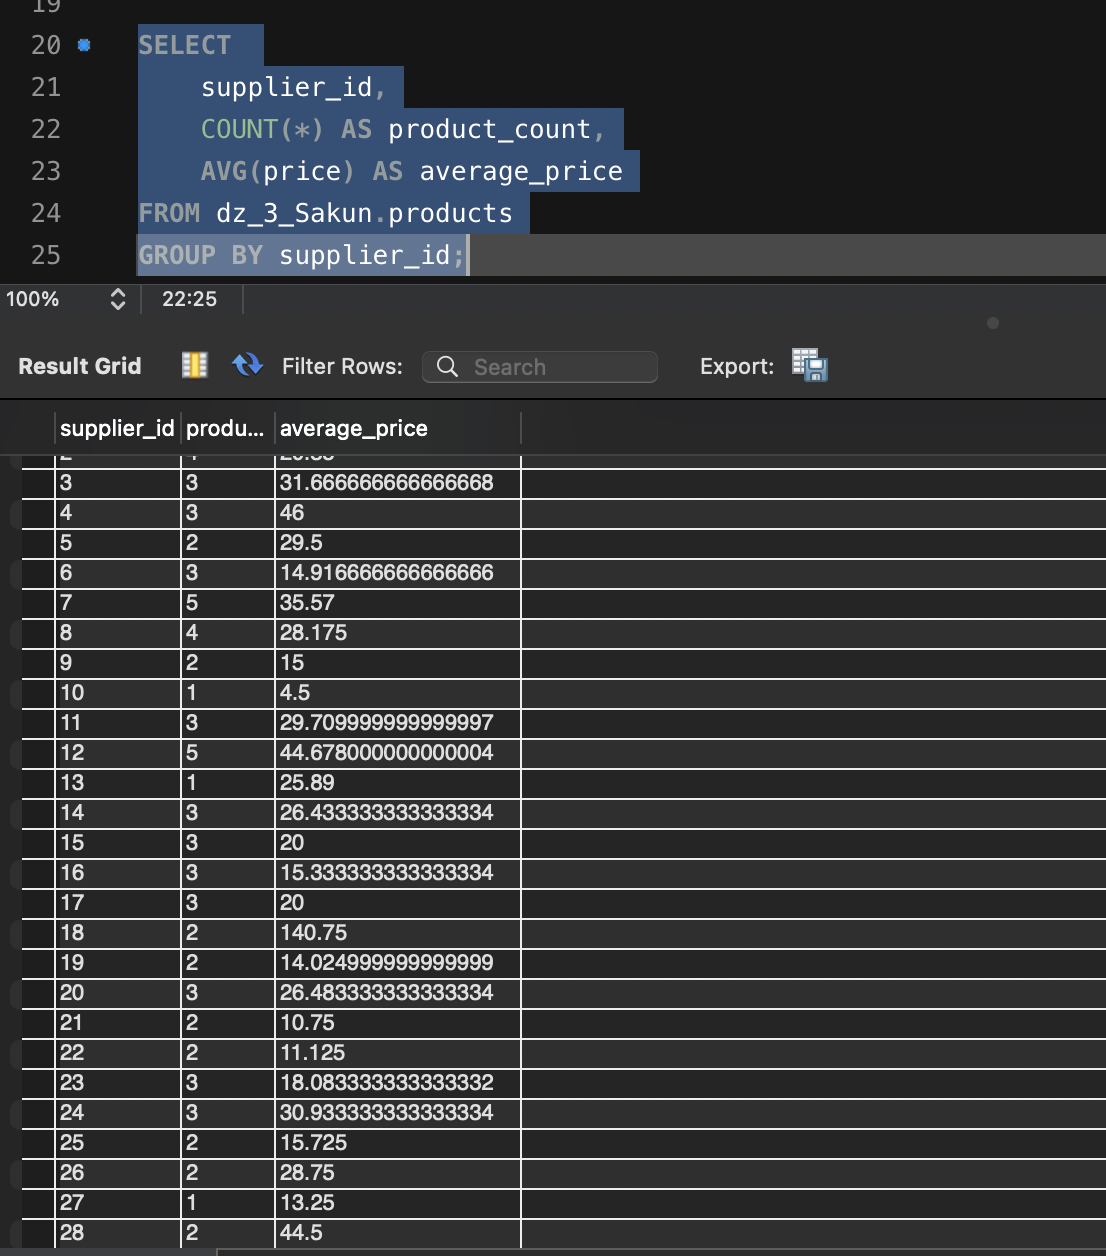 19
20 SELECT
21 supplier_id,
22 COUNT(*) AS product_count,
23 AVG(price) AS average_price
24 FROM dz_3_Sakun.products
25 GROUP BY supplier_id;
100% 22:25
Result Grid Filter Rows: Search Export:
supplier_id produ... average_price
3 3 31.666666666666668
4 3 46
5 2 29.5
6 3 14.916666666666666
7 5 35.57
8 4 28.175
9 2 15
10 1 4.5
11 3 29.709999999999997
12 5 44.678000000000004
13 1 25.89
14 3 26.433333333333334
15 3 20
16 3 15.333333333333334
17 3 20
18 2 140.75
19 2 14.024999999999999
20 3 26.483333333333334
21 2 10.75
22 2 11.125
23 3 18.083333333333332
24 3 30.933333333333334
25 2 15.725
26 2 28.75
27 1 13.25
28 2 44.5